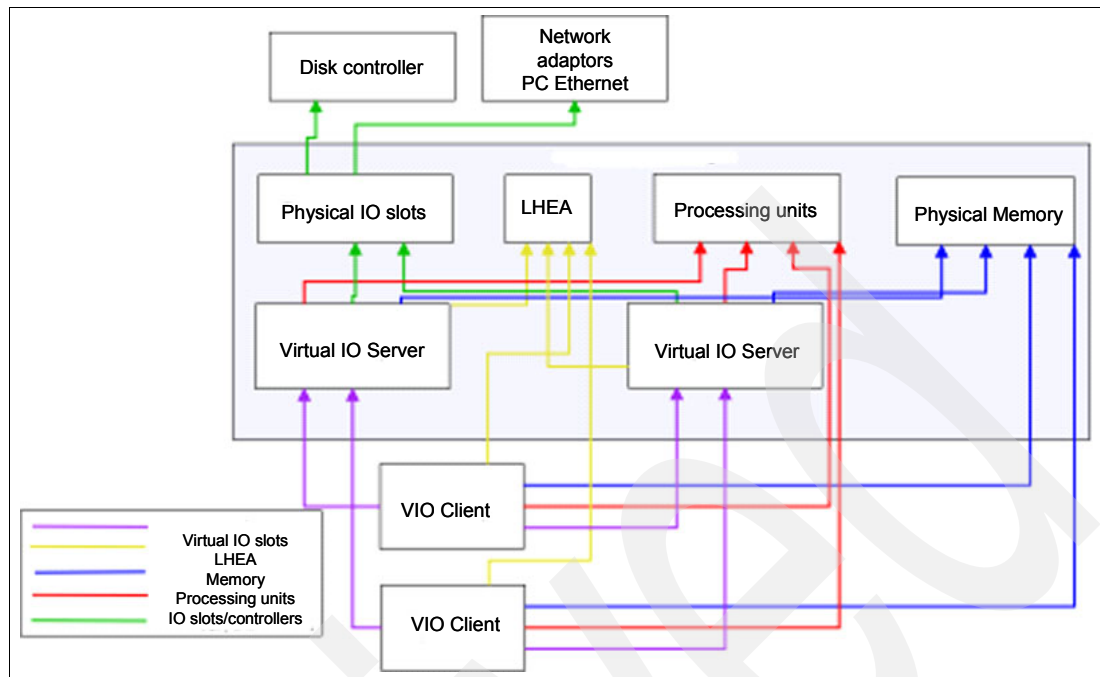 Disk controller
Network
adaptors
PC Ethernet
Physical IO slots
LHEA
Processing units
Physical Memory
Virtual IO Server
Virtual IO Server
VIO Client
VIO Client
Virtual IO slots
LHEA
Memory
Processing units
IO slots/controllers